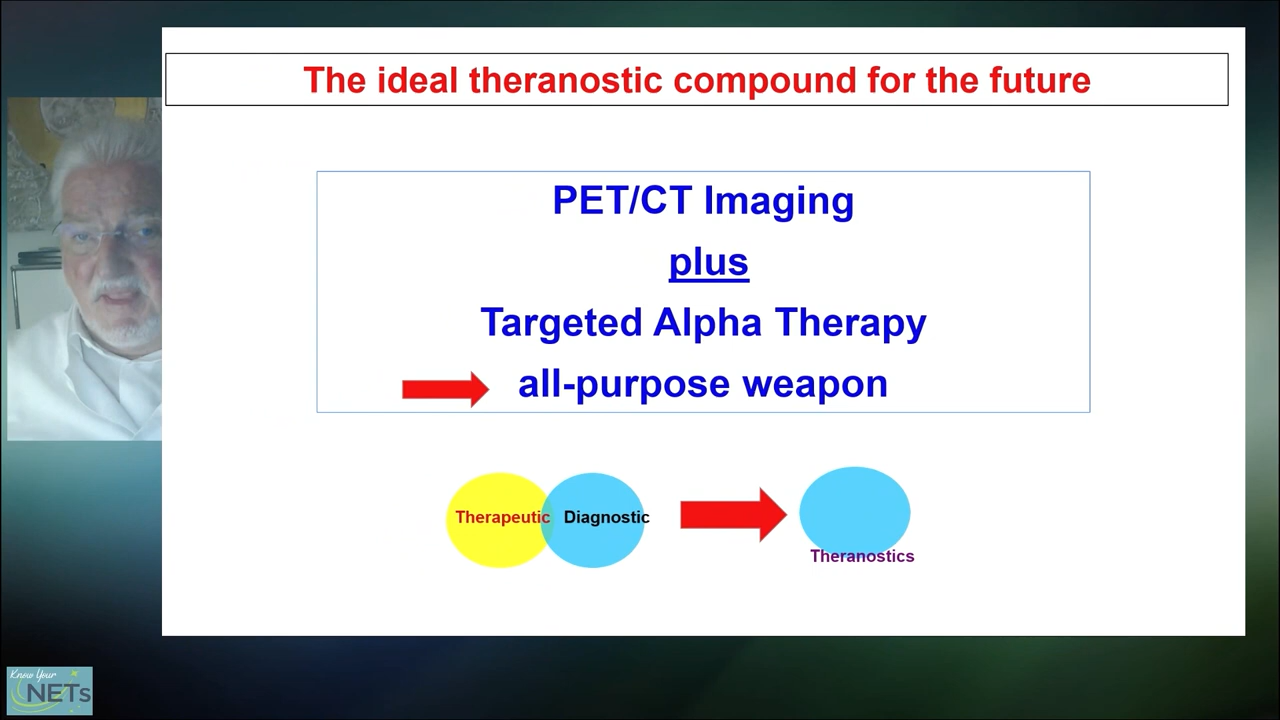 The ideal theranostic compound for the future
PET/CT Imaging
plus
Targeted Alpha Therapy
all-purpose weapon
Therapeutic
Diagnostic
Theranostics
Know Your
NETs